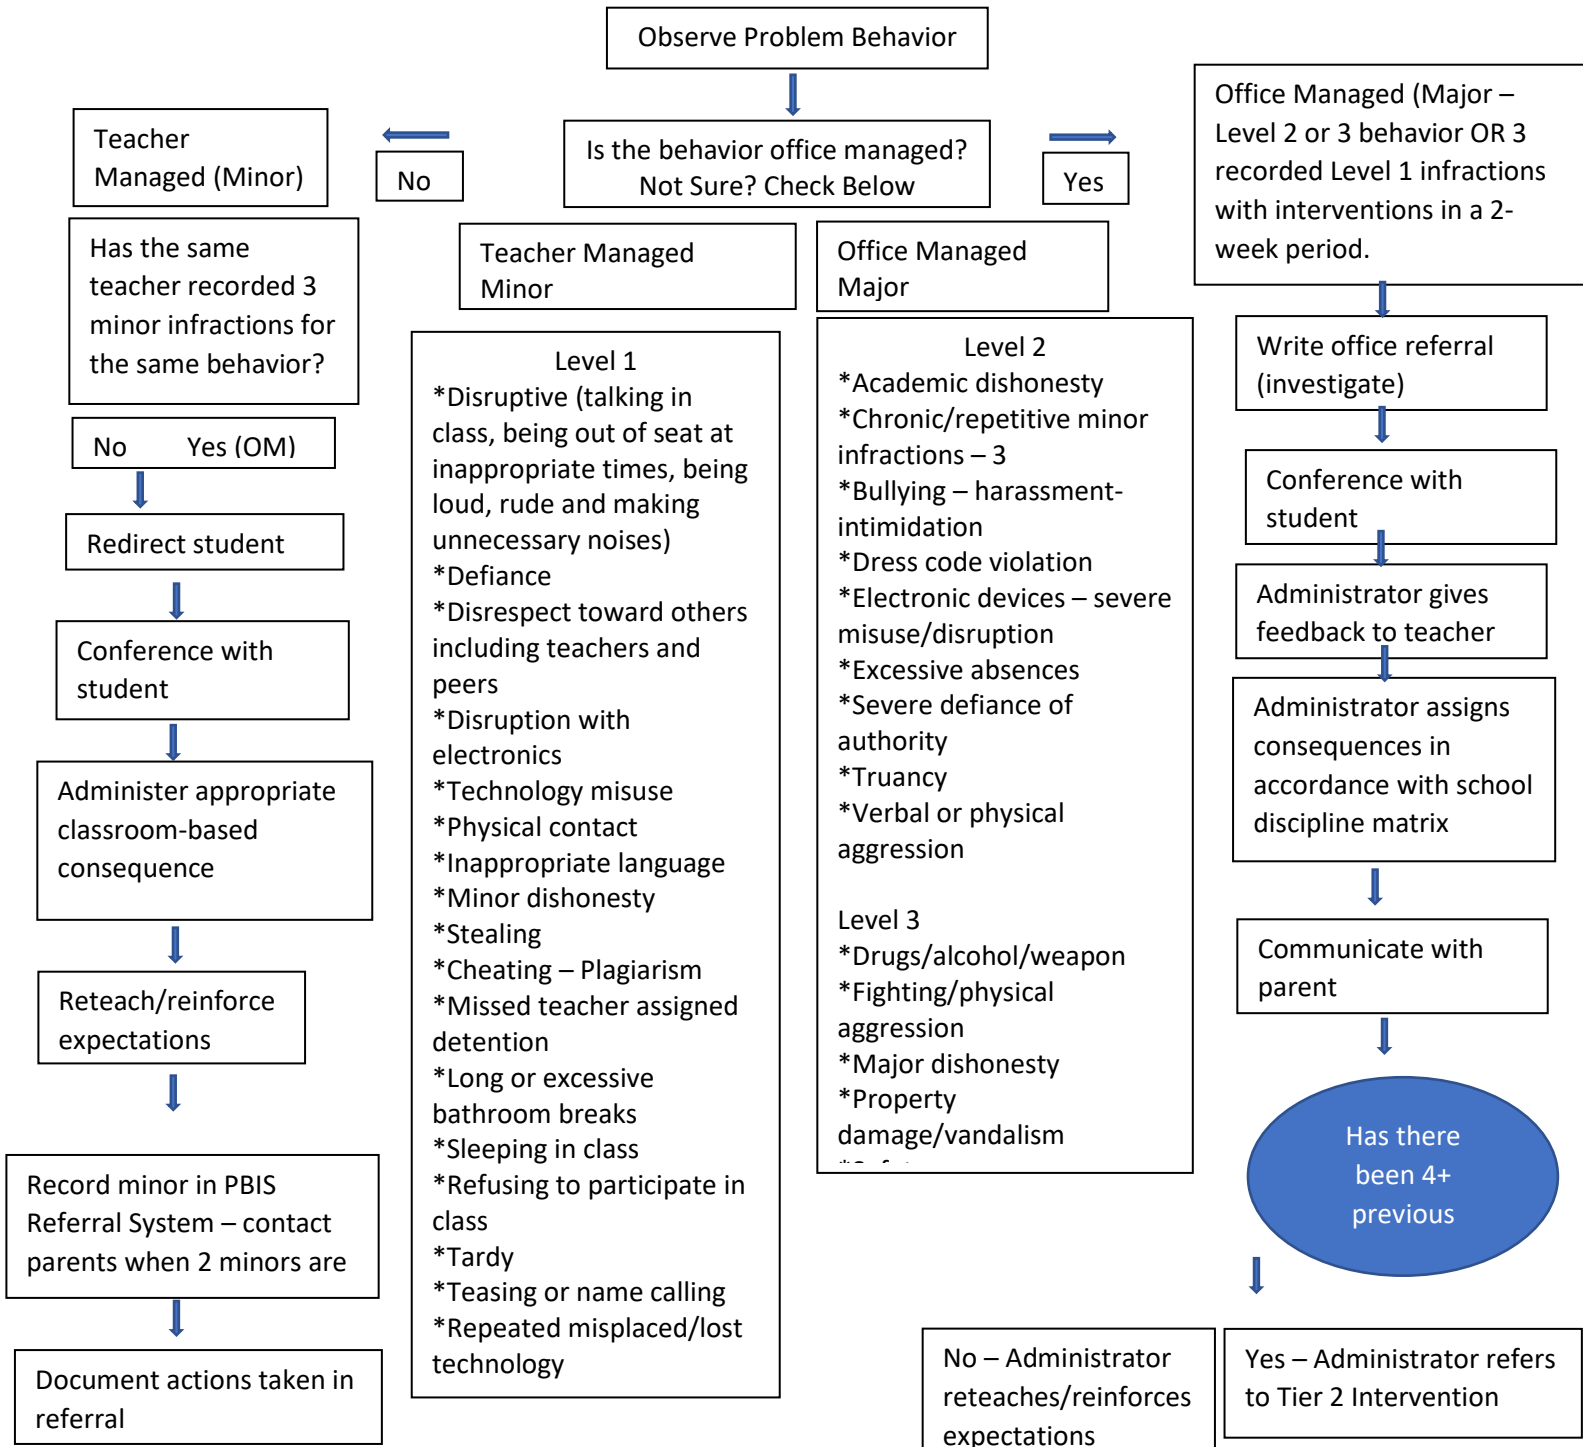 Observe Problem Behavior
Teacher
Managed (Minor)
No
Is the behavior office managed?
Not Sure? Check Below
Yes
Office Managed (Major –
Level 2 or 3 behavior OR 3
recorded Level 1 infractions
with interventions in a 2-
week period.
Has the same
teacher recorded 3
minor infractions for
the same behavior?
No Yes (OM)
Redirect student
Conference with
student
Administer appropriate
classroom-based
consequence
Reteach/reinforce
expectations
Record minor in PBIS
Referral System – contact
parents when 2 minors are
Document actions taken in
referral
Teacher Managed
Minor
Level 1
*Disruptive (talking in
class, being out of seat at
inappropriate times, being
loud, rude and making
unnecessary noises)
*Defiance
*Disrespect toward others
including teachers and
peers
*Disruption with
electronics
*Technology misuse
*Physical contact
*Inappropriate language
*Minor dishonesty
*Stealing
*Cheating – Plagiarism
*Missed teacher assigned
detention
*Long or excessive
bathroom breaks
*Sleeping in class
*Refusing to participate in
class
*Tardy
*Teasing or name calling
*Repeated misplaced/lost
technology
Office Managed
Major
Level 2
*Academic dishonesty
*Chronic/repetitive minor
infractions – 3
*Bullying – harassment-
intimidation
*Dress code violation
*Electronic devices – severe
misuse/disruption
*Excessive absences
*Severe defiance of
authority
*Truancy
*Verbal or physical
aggression
Level 3
*Drugs/alcohol/weapon
*Fighting/physical
aggression
*Major dishonesty
*Property
damage/vandalism
Write office referral
(investigate)
Conference with
student
Administrator gives
feedback to teacher
Administrator assigns
consequences in
accordance with school
discipline matrix
Communicate with
parent
Has there
been 4+
previous
No – Administrator
reteaches/reinforces
expectations
Yes – Administrator refers
to Tier 2 Intervention